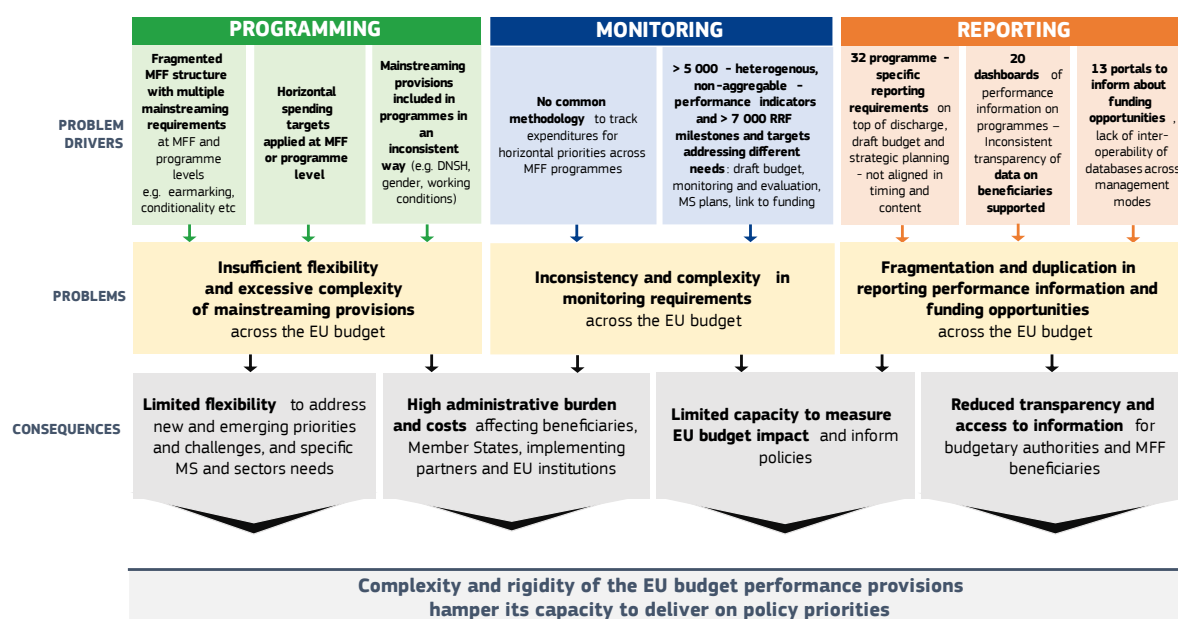 PROGRAMMING
MONITORING
REPORTING
PROBLEM
DRIVERS
Fragmented
MFF structure
with multiple
mainstreaming
requirements
at MFF and
programme
levels
e.g. earmarking,
conditionality etc
Horizontal
spending
targets
applied at MFF
or programme
level
Mainstreaming
provisions
included in
programmes in
an
inconsistent
way (e.g. DNSH,
gender, working
conditions)
No common
methodology to track
expenditures for
horizontal priorities across
MFF programmes
> 5 000 - heterogenous,
non-aggregable -
performance indicators
and > 7 000 RRF
milestones and targets
addressing different
needs: draft budget,
monitoring and evaluation,
MS plans, link to funding
32 programme -
specific
reporting
requirements on
top of discharge,
draft budget and
strategic planning
- not aligned in
timing and
content
20
dashboards of
performance
information on
programmes –
Inconsistent
transparency of
data on
beneficiaries
supported
13 portals to
inform about
funding
opportunities ,
lack of inter-
operability of
databases across
management
modes
PROBLEMS
Insufficient flexibility
and excessive complexity
of mainstreaming provisions
across the EU budget
Inconsistency and complexity in
monitoring requirements
across the EU budget
Fragmentation and duplication in
reporting performance information and
funding opportunities
across the EU budget
CONSEQUENCES
Limited flexibility to address
new and emerging priorities
and challenges, and specific
MS and sectors needs
High administrative burden
and costs affecting beneficiaries,
Member States, implementing
partners and EU institutions
Limited capacity to measure
EU budget impact and inform
policies
Reduced transparency and
access to information for
budgetary authorities and MFF
beneficiaries
Complexity and rigidity of the EU budget performance provisions
hamper its capacity to deliver on policy priorities